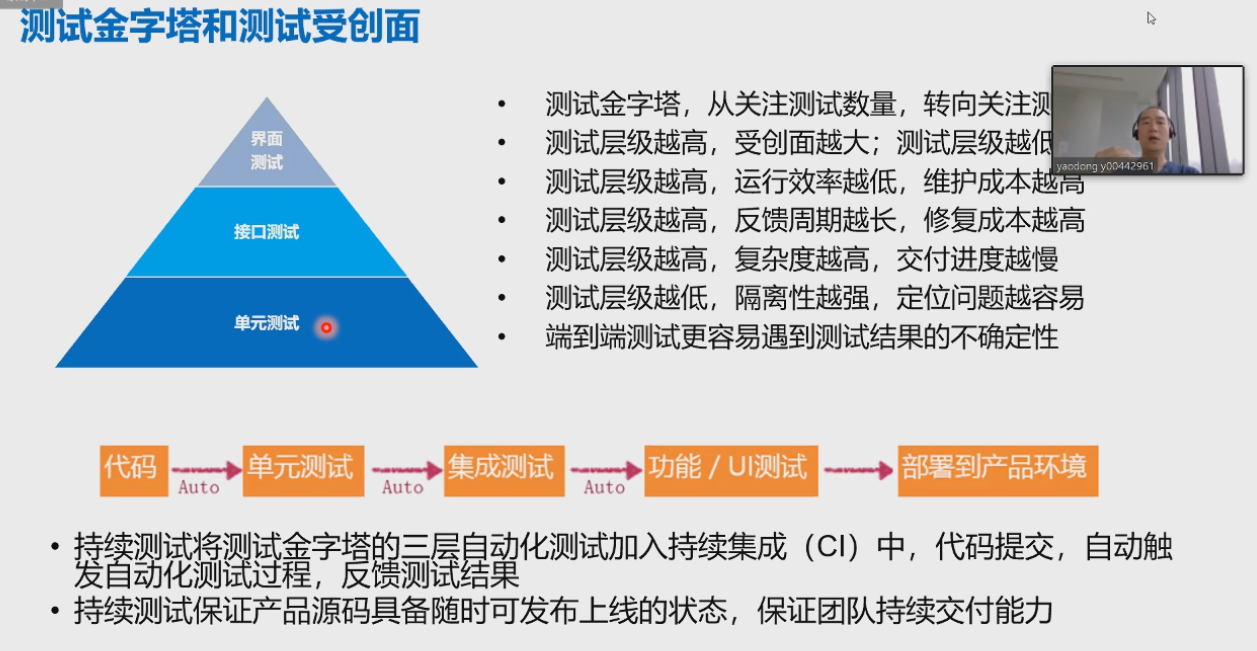 测试金字塔和测试受创面
界面
测试
接口测试
单元测试
• 测试金字塔，从关注测试数量，转向关注测
• 测试层级越高，受创面越大；测试层级越低
• 测试层级越高，运行效率越低，维护成本越高
• 测试层级越高，反馈周期越长，修复成本越高
• 测试层级越高，复杂度越高，交付进度越慢
• 测试层级越低，隔离性越强，定位问题越容易
• 端到端测试更容易遇到测试结果的不确定性
yaodong y00442961
代码
Auto
单元测试
Auto
集成测试
Auto
功能 / UI测试
部署到产品环境
• 持续测试将测试金字塔的三层自动化测试加入持续集成（CI）中，代码提交，自动触
发自动化测试过程，反馈测试结果
• 持续测试保证产品源码具备随时可发布上线的状态，保证团队持续交付能力